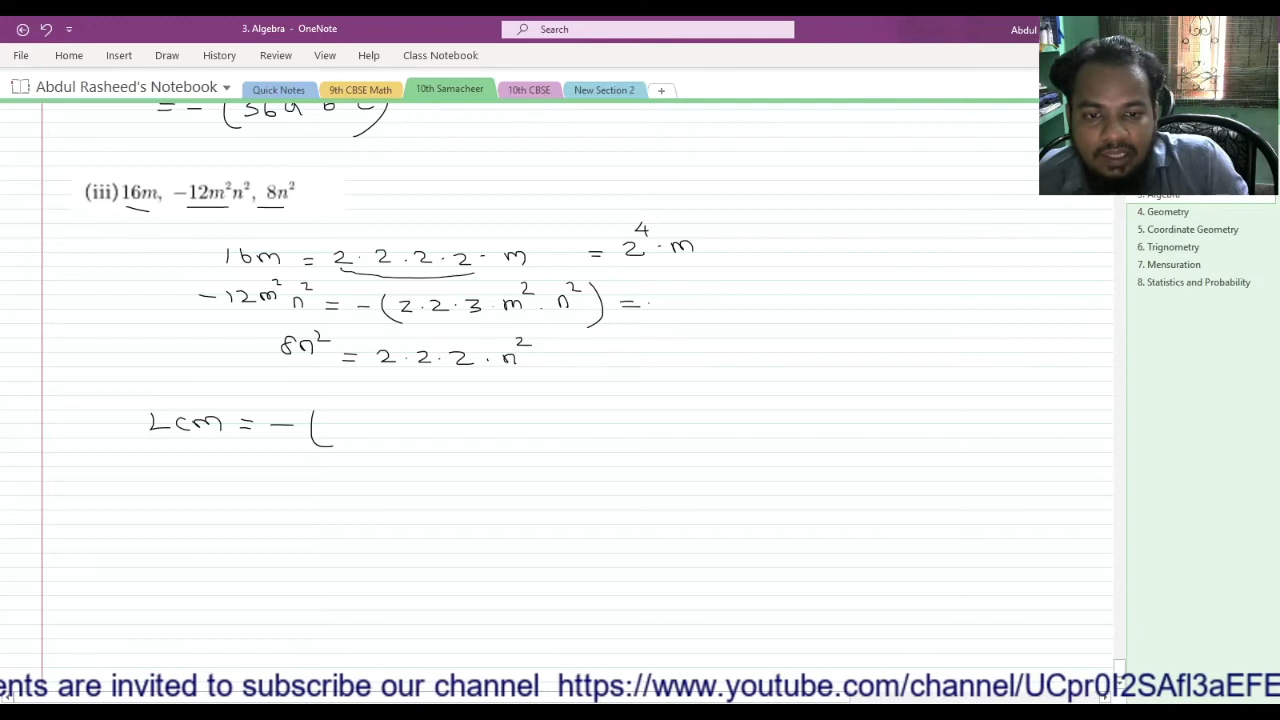 3. Algebra - OneNote
Search
Abdul
File Home Insert Draw History Review View Help Class Notebook
Abdul Rasheed's Notebook
Quick Notes
9th CBSE Math
10th Samacheer
10th CBSE
New Section 2
3. Algebra
4. Geometry
5. Coordinate Geometry
6. Trignometry
7. Mensuration
8. Statistics and Probability
(iii) 16m, −12m²n², 8n²
16m = 2 · 2 · 2 · 2 · m = 2⁴ · m
−12m² n² = −(2 · 2 · 3 · m² · n²) = ·
8n² = 2 · 2 · 2 · n²
Lcm = − (
ents are invited to subscribe our channel https://www.youtube.com/channel/